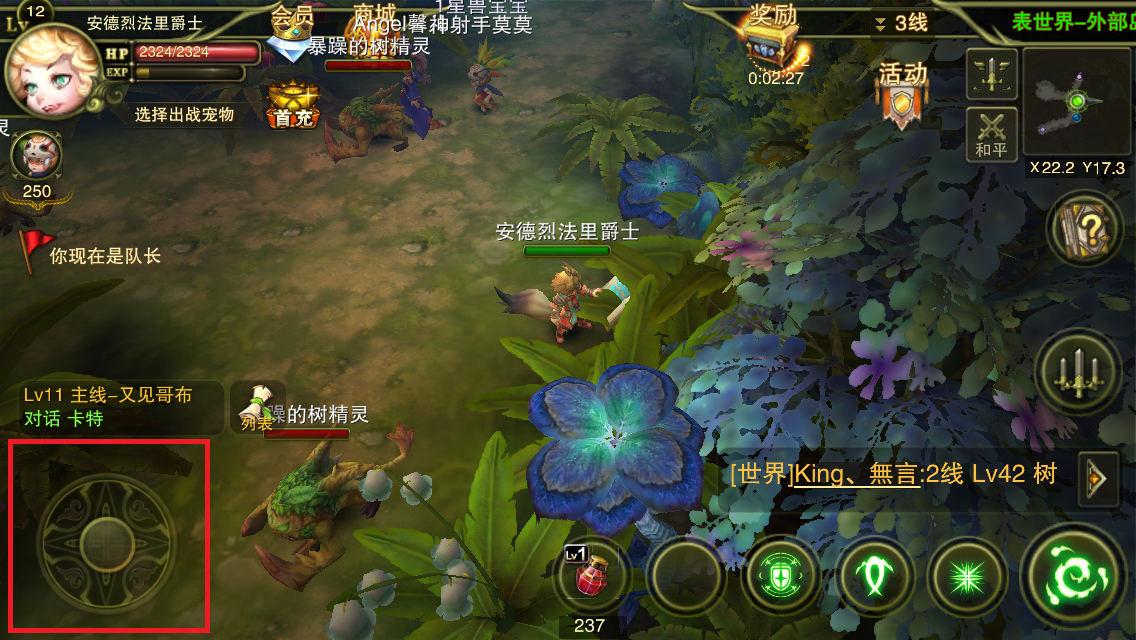 Lv 12
安德烈法里爵士
HP 2324/2324
EXP
选择出战宠物
会员
商城
首充
1星兽宝宝
Angel馨神射手莫莫
暴躁的树精灵
奖励
2
0:02:27
3线
活动
表世界-外部
和平
X22.2 Y17.3
灵
250
你现在是队长
安德烈法里爵士
Lv11 主线-又见哥布
对话 卡特
列表
躁的树精灵
[世界]King、無言:2线 Lv42 树
Lv1
237